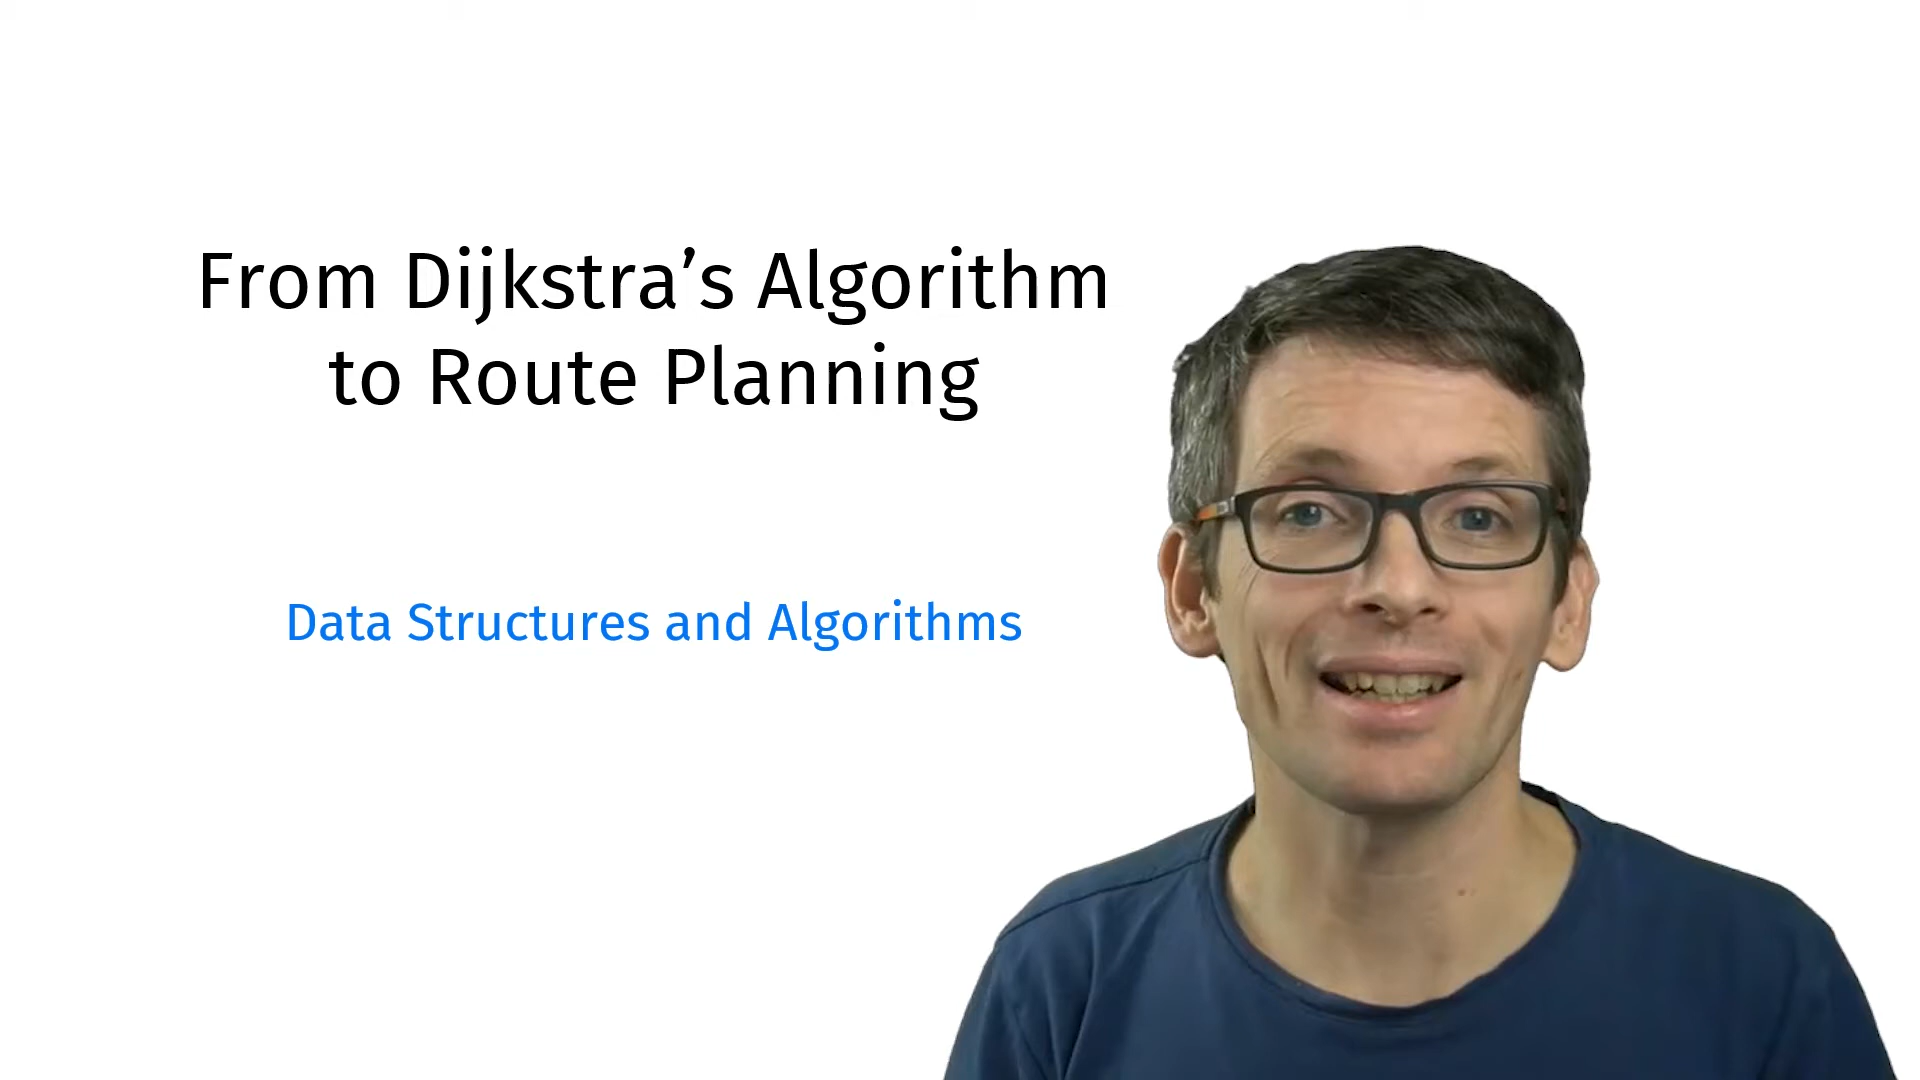 From Dijkstra’s Algorithm
to Route Planning
Data Structures and Algorithms